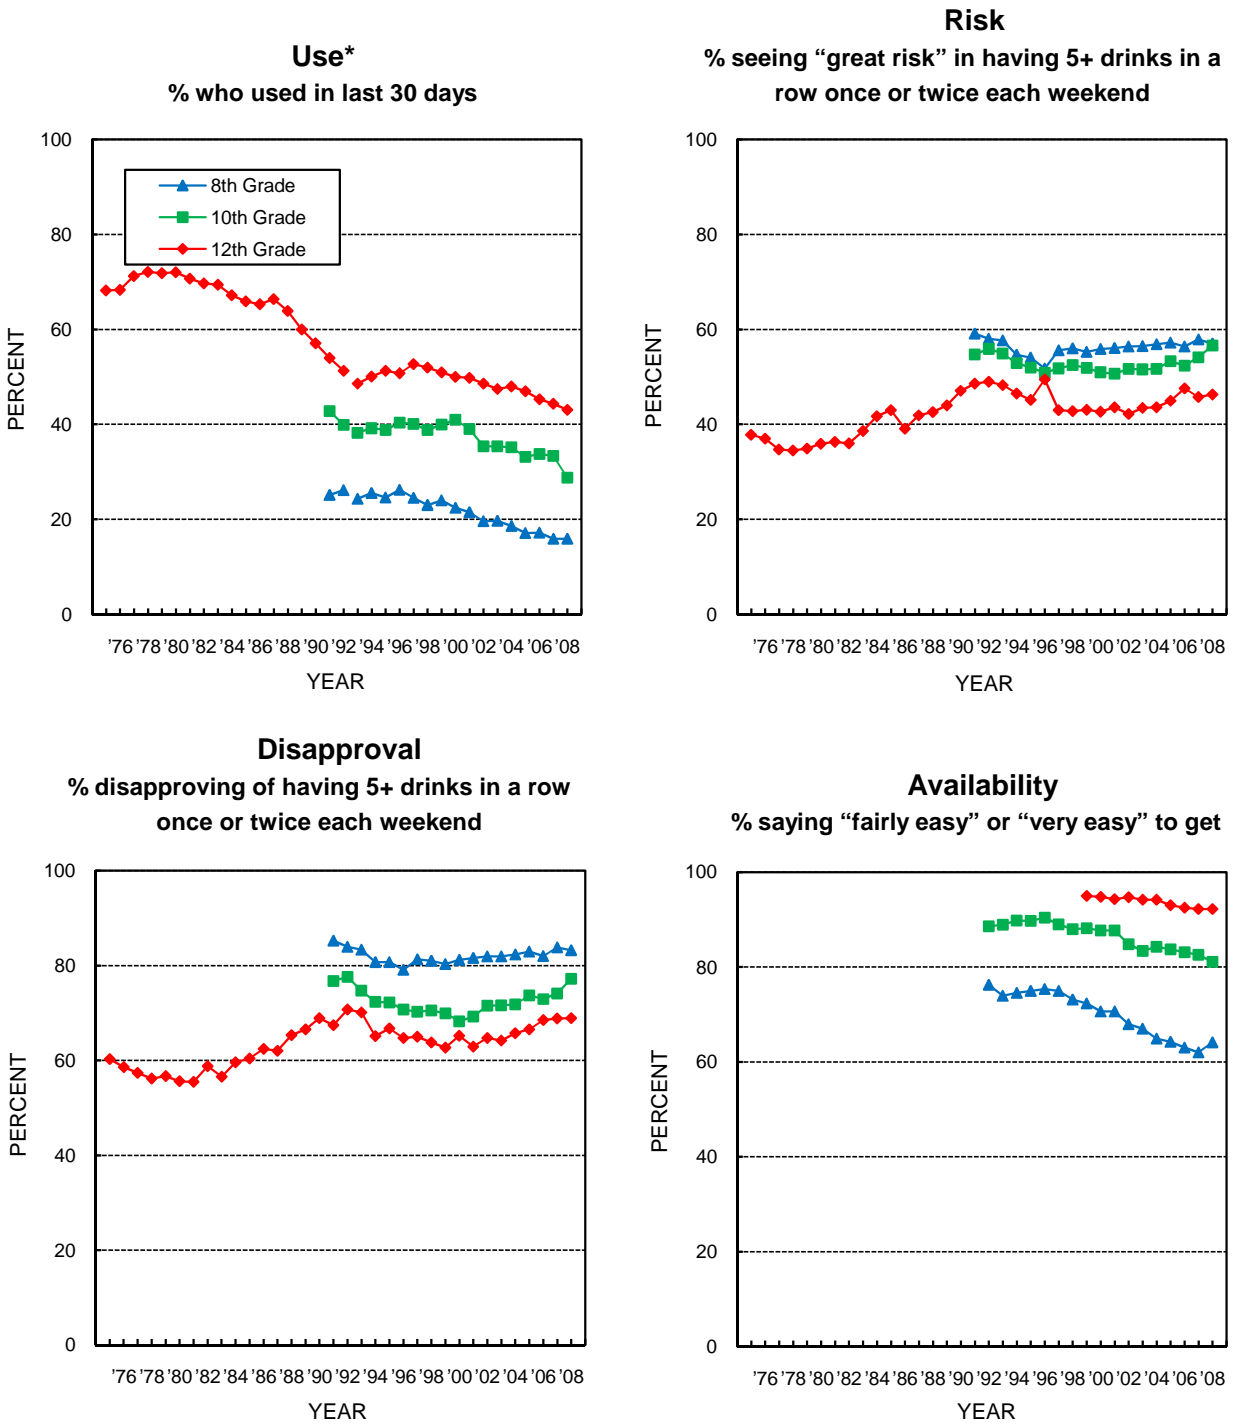 Use*
% who used in last 30 days
100
80
60
40
20
0
PERCENT
8th Grade
10th Grade
12th Grade
’76 ’78 ’80 ’82 ’84 ’86 ’88 ’90 ’92 ’94 ’96 ’98 ’00 ’02 ’04 ’06 ’08
YEAR
Risk
% seeing “great risk” in having 5+ drinks in a
row once or twice each weekend
100
80
60
40
20
0
PERCENT
’76 ’78 ’80 ’82 ’84 ’86 ’88 ’90 ’92 ’94 ’96 ’98 ’00 ’02 ’04 ’06 ’08
YEAR
Disapproval
% disapproving of having 5+ drinks in a row
once or twice each weekend
100
80
60
40
20
0
PERCENT
’76 ’78 ’80 ’82 ’84 ’86 ’88 ’90 ’92 ’94 ’96 ’98 ’00 ’02 ’04 ’06 ’08
YEAR
Availability
% saying “fairly easy” or “very easy” to get
100
80
60
40
20
0
PERCENT
’76 ’78 ’80 ’82 ’84 ’86 ’88 ’90 ’92 ’94 ’96 ’98 ’00 ’02 ’04 ’06 ’08
YEAR